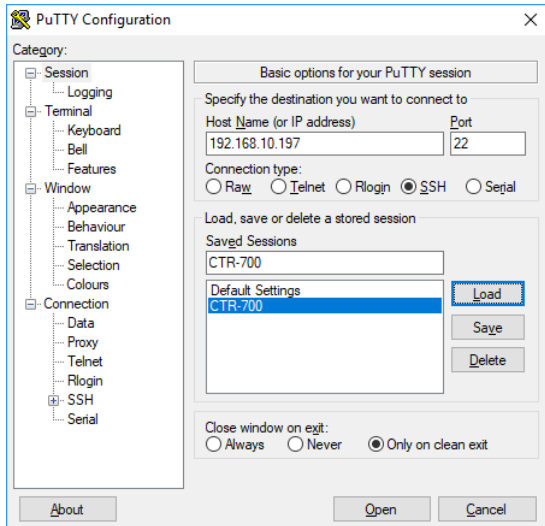 PuTTY Configuration
Category:
Session
Logging
Terminal
Keyboard
Bell
Features
Window
Appearance
Behaviour
Translation
Selection
Colours
Connection
Data
Proxy
Telnet
Rlogin
SSH
Serial
Basic options for your PuTTY session
Specify the destination you want to connect to
Host Name (or IP address) Port
192.168.10.197 22
Connection type:
Raw Telnet Rlogin SSH Serial
Load, save or delete a stored session
Saved Sessions
CTR-700
Default Settings
CTR-700
Load
Save
Delete
Close window on exit:
Always Never Only on clean exit
About Open Cancel